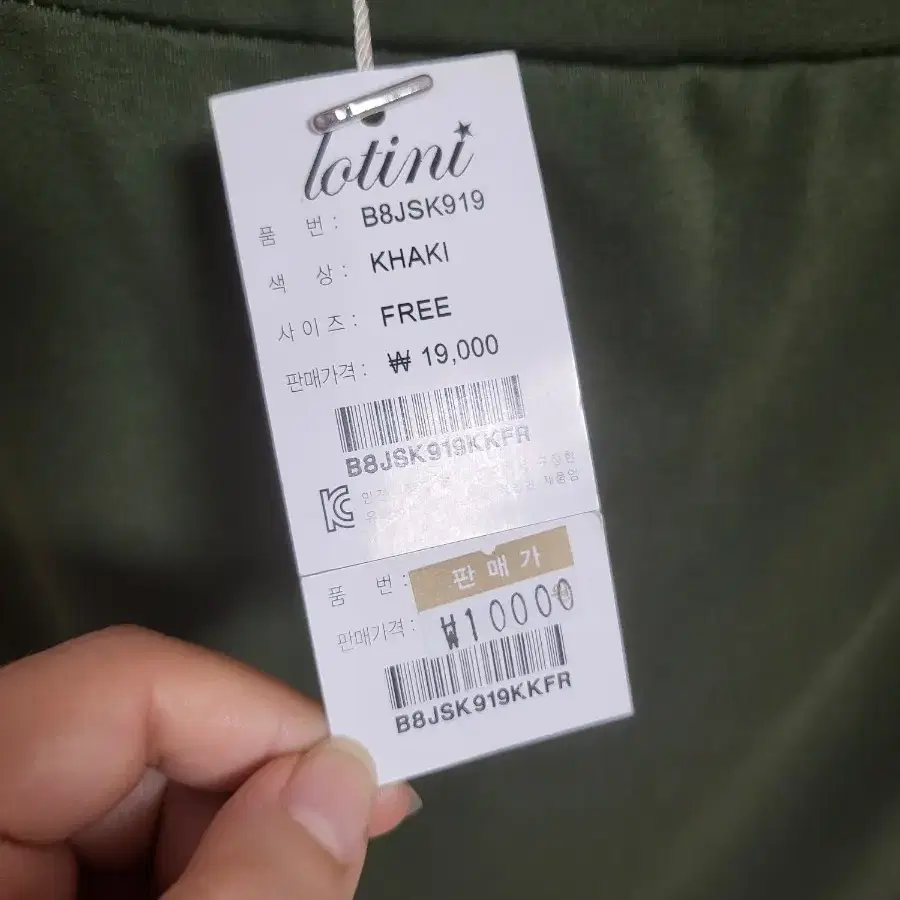 lotini
품 번 : B8JSK919
색 상 : KHAKI
사이즈 : FREE
판매가격 : ₩ 19,000
B8JSK919KKFR
품 번 :
판매가
판매가격 : ₩10000
B8JSK919KKFR